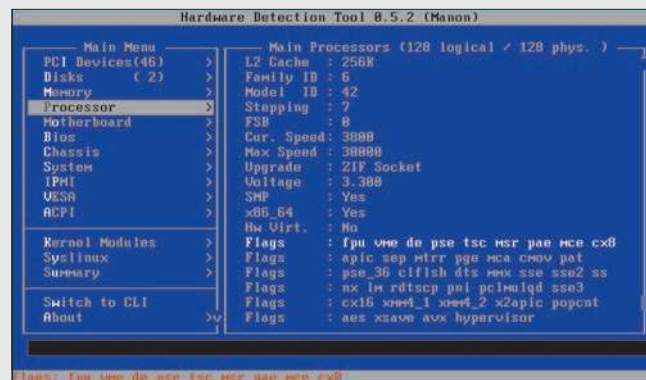 Hardware Detection Tool 0.5.2 (Manon)
Main Menu
PCI Devices(46) >
Disks ( 2) >
Memory >
Processor >
Motherboard >
Bios >
Chassis >
System >
IPMI >
VESA >
ACPI >
Kernel Modules >
Syslinux >
Summary >
Switch to CLI
About >v
Main Processors (128 logical / 128 phys. )
L2 Cache : 256K
Family ID : 6
Model ID : 42
Stepping : 7
FSB : 0
Cur. Speed: 3800
Max Speed : 30000
Upgrade : ZIF Socket
Voltage : 3.300
SMP : Yes
x86_64 : Yes
Hw Virt. : No
Flags : fpu vme de pse tsc msr pae mce cx8
Flags : apic sep mtrr pge mca cmov pat
Flags : pse_36 clflsh dts mmx sse sse2 ss
Flags : nx lm rdtscp pni pclmulqd sse3
Flags : cx16 xmm4_1 xmm4_2 x2apic popcnt
Flags : aes xsave avx hypervisor
Flags: fpu vme de pse tsc msr pae mce cx8